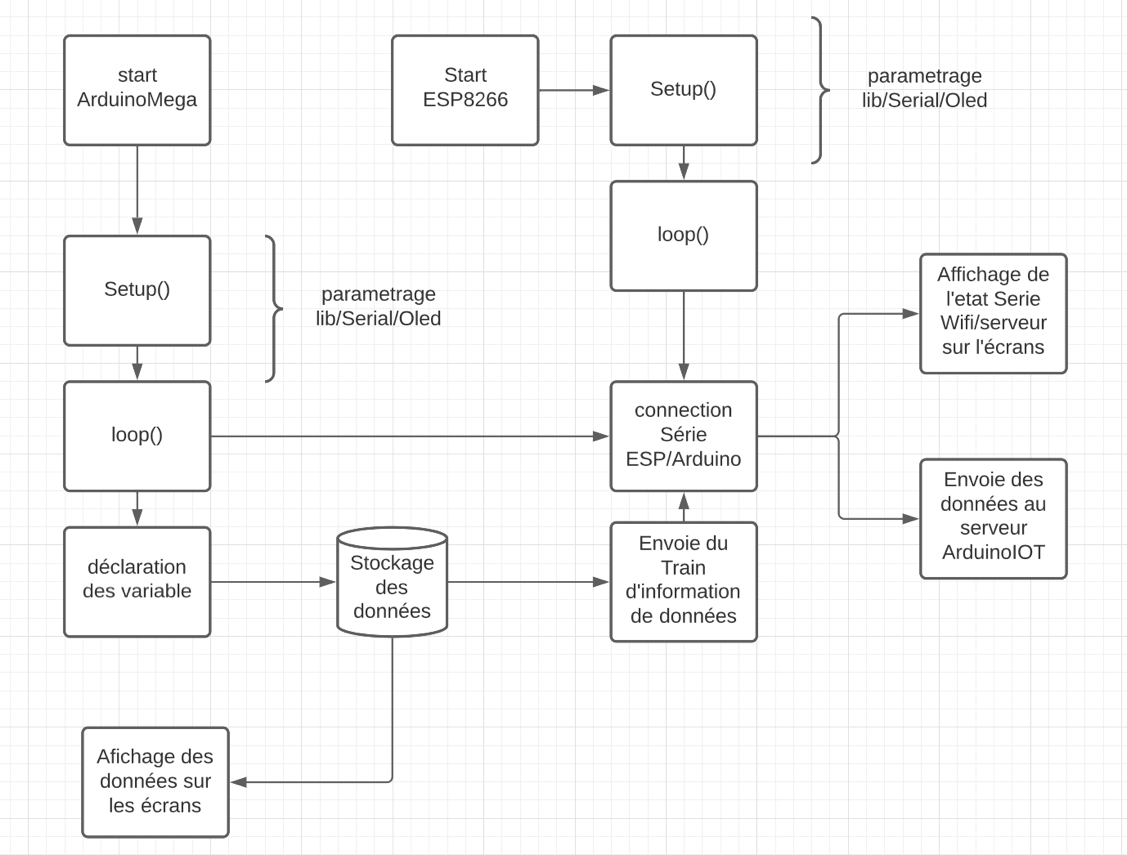 start
ArduinoMega
Start
ESP8266
Setup()
parametrage
lib/Serial/Oled
loop()
Setup()
parametrage
lib/Serial/Oled
Affichage de
l'etat Serie
Wifi/serveur
sur l'écrans
loop()
connection
Série
ESP/Arduino
Envoie des
données au
serveur
ArduinoIOT
déclaration
des variable
Stockage
des
données
Envoie du
Train
d'information
de données
Afichage des
données sur
les écrans